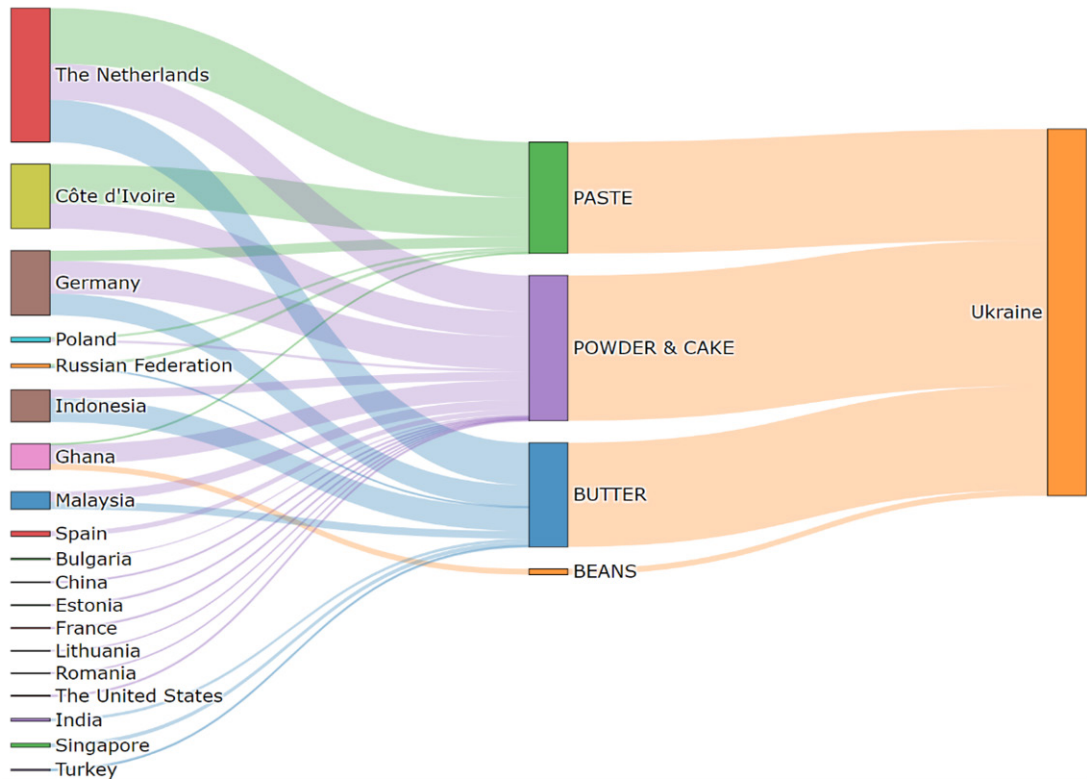 The Netherlands
Côte d'Ivoire
Germany
Poland
Russian Federation
Indonesia
Ghana
Malaysia
Spain
Bulgaria
China
Estonia
France
Lithuania
Romania
The United States
India
Singapore
Turkey
PASTE
POWDER & CAKE
BUTTER
BEANS
Ukraine